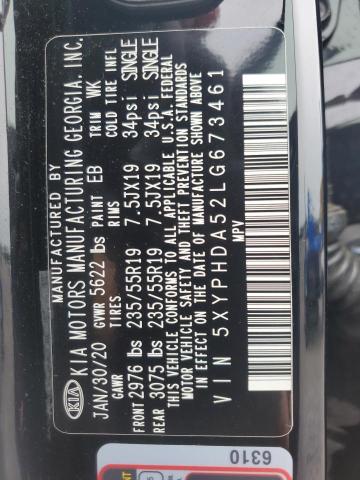 MANUFACTURED BY
KIA KIA MOTORS MANUFACTURING GEORGIA, INC.
JAN/30/20 GVWR 5622 lbs PAINT EB TRIM WK
GAWR TIRES RIMS COLD TIRE INFL
FRONT 2976 lbs 235/55R19 7.5JX19 34psi SINGLE
REAR 3075 lbs 235/55R19 7.5JX19 34psi SINGLE
THIS VEHICLE CONFORMS TO ALL APPLICABLE U.S.A FEDERAL
MOTOR VEHICLE SAFETY AND THEFT PREVENTION STANDARDS
IN EFFECT ON THE DATE OF MANUFACTURE SHOWN ABOVE
VIN 5XYPHDA52LG673461
MPV
6310